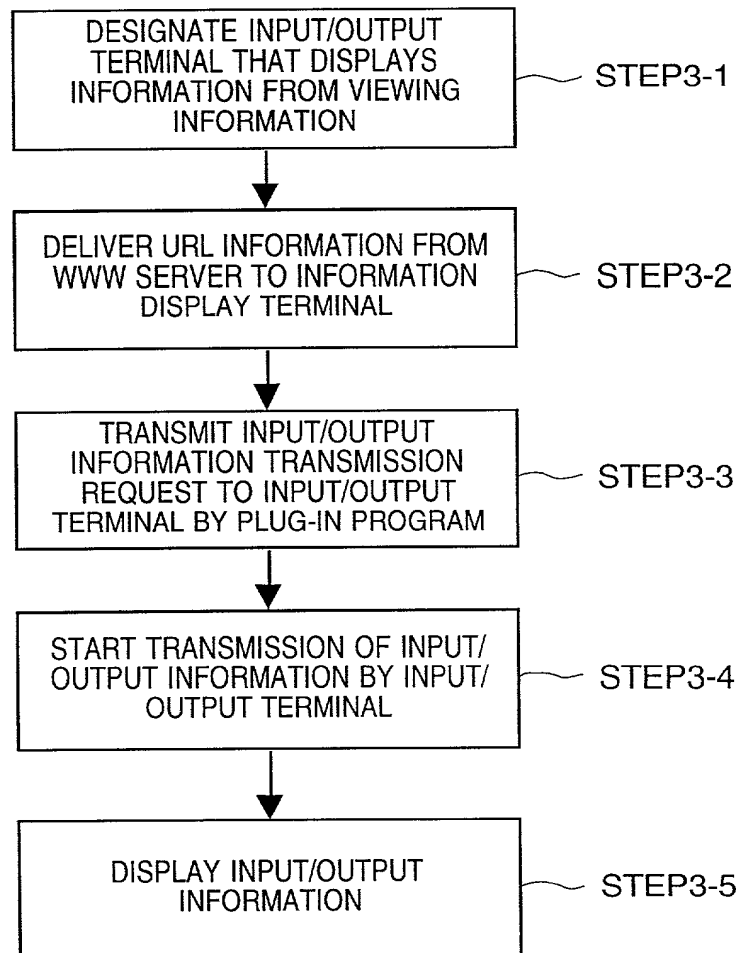 DESIGNATE INPUT/OUTPUT
TERMINAL THAT DISPLAYS
INFORMATION FROM VIEWING
INFORMATION
STEP3-1
DELIVER URL INFORMATION FROM
WWW SERVER TO INFORMATION
DISPLAY TERMINAL
STEP3-2
TRANSMIT INPUT/OUTPUT
INFORMATION TRANSMISSION
REQUEST TO INPUT/OUTPUT
TERMINAL BY PLUG-IN PROGRAM
STEP3-3
START TRANSMISSION OF INPUT/
OUTPUT INFORMATION BY INPUT/
OUTPUT TERMINAL
STEP3-4
DISPLAY INPUT/OUTPUT
INFORMATION
STEP3-5